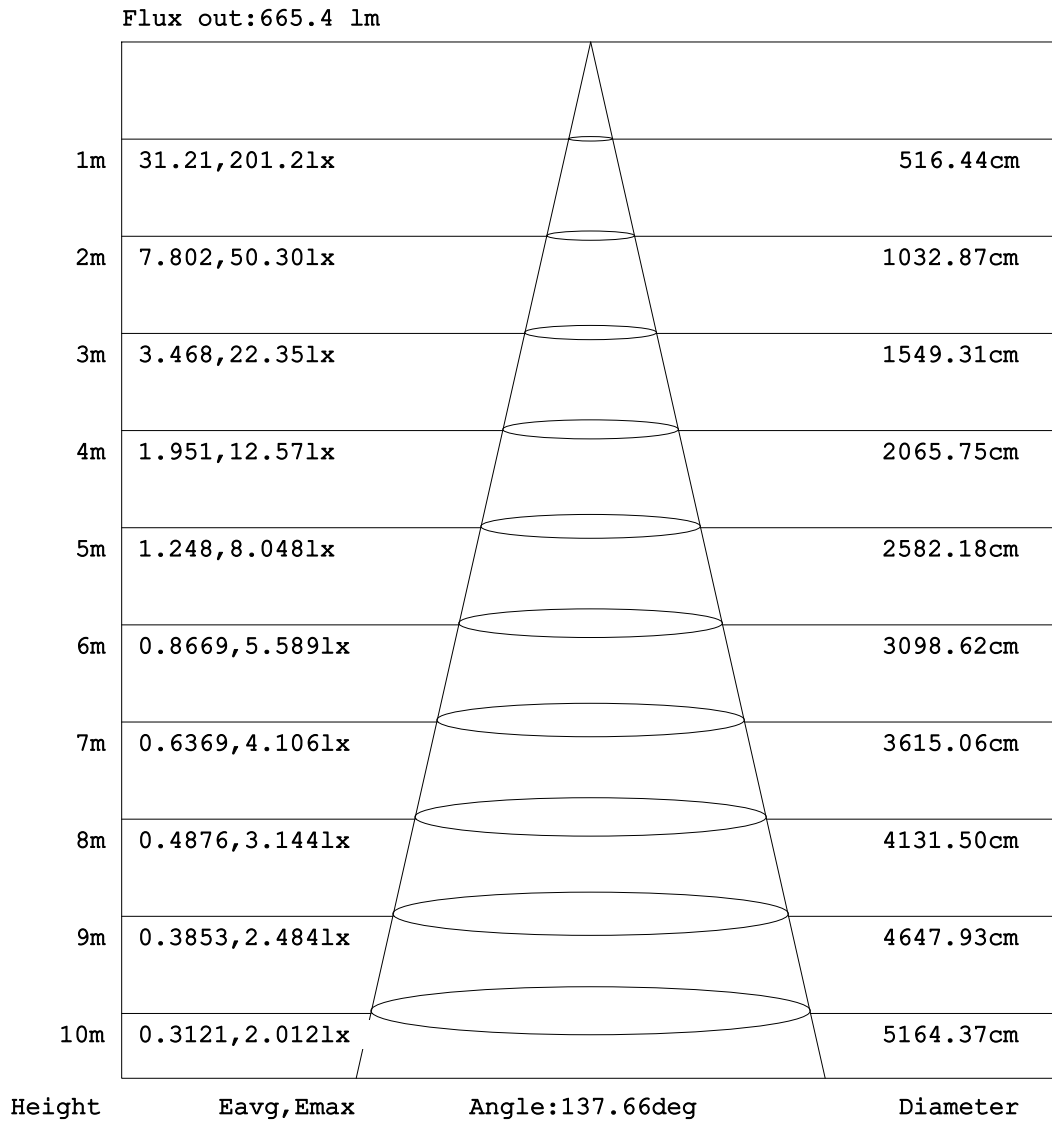 Flux out:665.4 lm
1m 31.21,201.2lx 516.44cm
2m 7.802,50.30lx 1032.87cm
3m 3.468,22.35lx 1549.31cm
4m 1.951,12.57lx 2065.75cm
5m 1.248,8.048lx 2582.18cm
6m 0.8669,5.589lx 3098.62cm
7m 0.6369,4.106lx 3615.06cm
8m 0.4876,3.144lx 4131.50cm
9m 0.3853,2.484lx 4647.93cm
10m 0.3121,2.012lx 5164.37cm
Height Eavg,Emax Angle:137.66deg Diameter